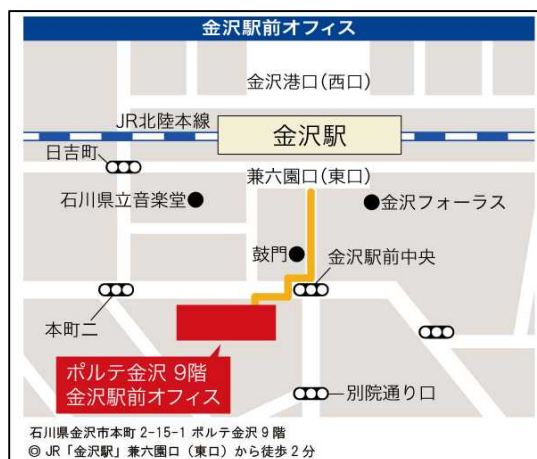 金沢駅前オフィス
金沢港口(西口)
JR北陸本線
金沢駅
日吉町
兼六園口(東口)
石川県立音楽堂
金沢フォーラス
鼓門
金沢駅前中央
本町二
ポルテ金沢 9階
金沢駅前オフィス
別院通り口
石川県金沢市本町 2-15-1 ポルテ金沢 9 階
◎ JR「金沢駅」兼六園口(東口)から徒歩 2 分